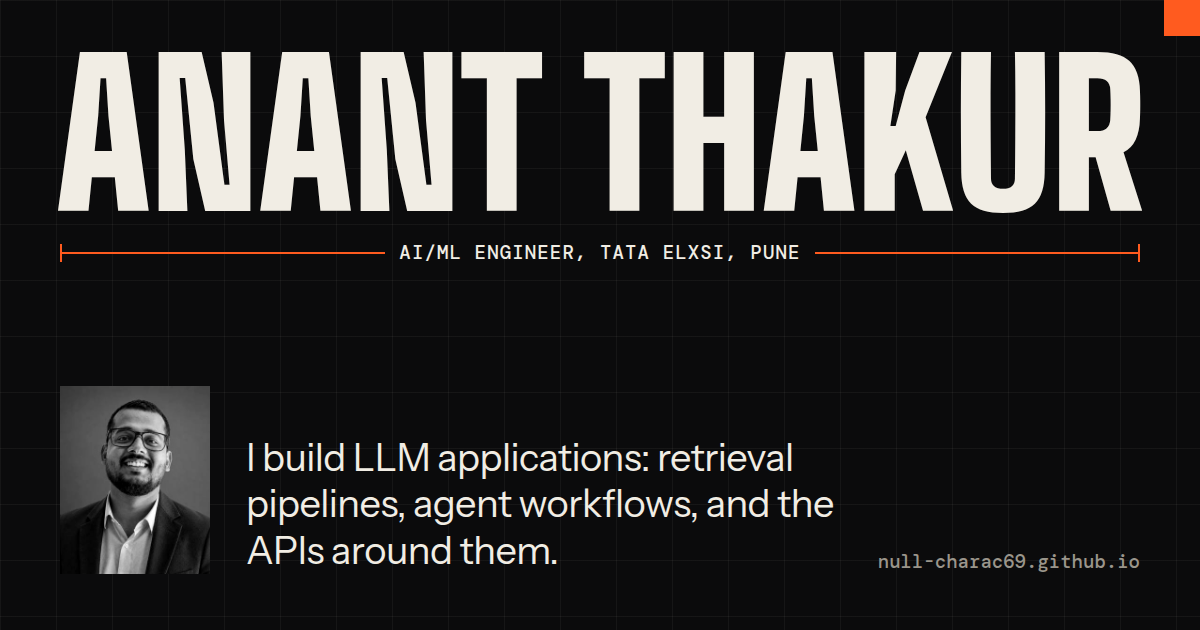 ANANT THAKUR
AI/ML ENGINEER, TATA ELXSI, PUNE
I build LLM applications: retrieval
pipelines, agent workflows, and the
APIs around them.
null-charac69.github.io